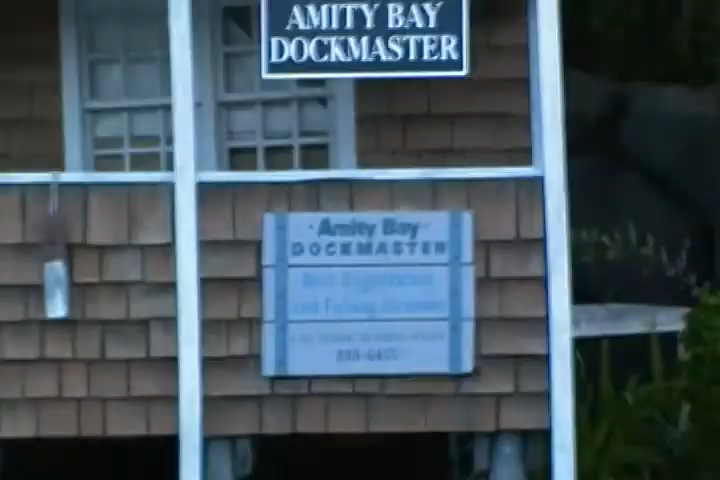 AMITY BAY
DOCKMASTER
Amity Bay
DOCKMASTER
Boat Registration
and Fishing Licenses